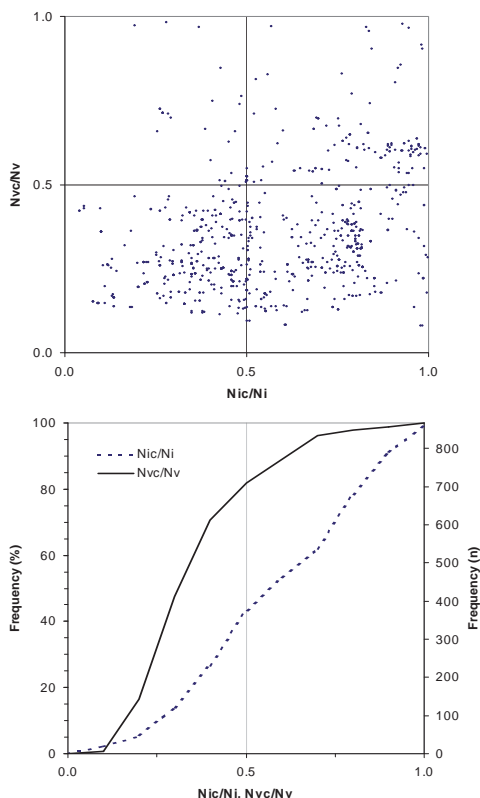 1.0
Nvc/Nv
0.5
0.0
0.0 0.5 1.0
Nic/Ni
100 800
Nic/Ni
Nvc/Nv
80 700
600
60 500
Frequency (%)
Frequency (n)
40 400
300
20 200
100
0 0
0.0 0.5 1.0
Nic/Ni, Nvc/Nv